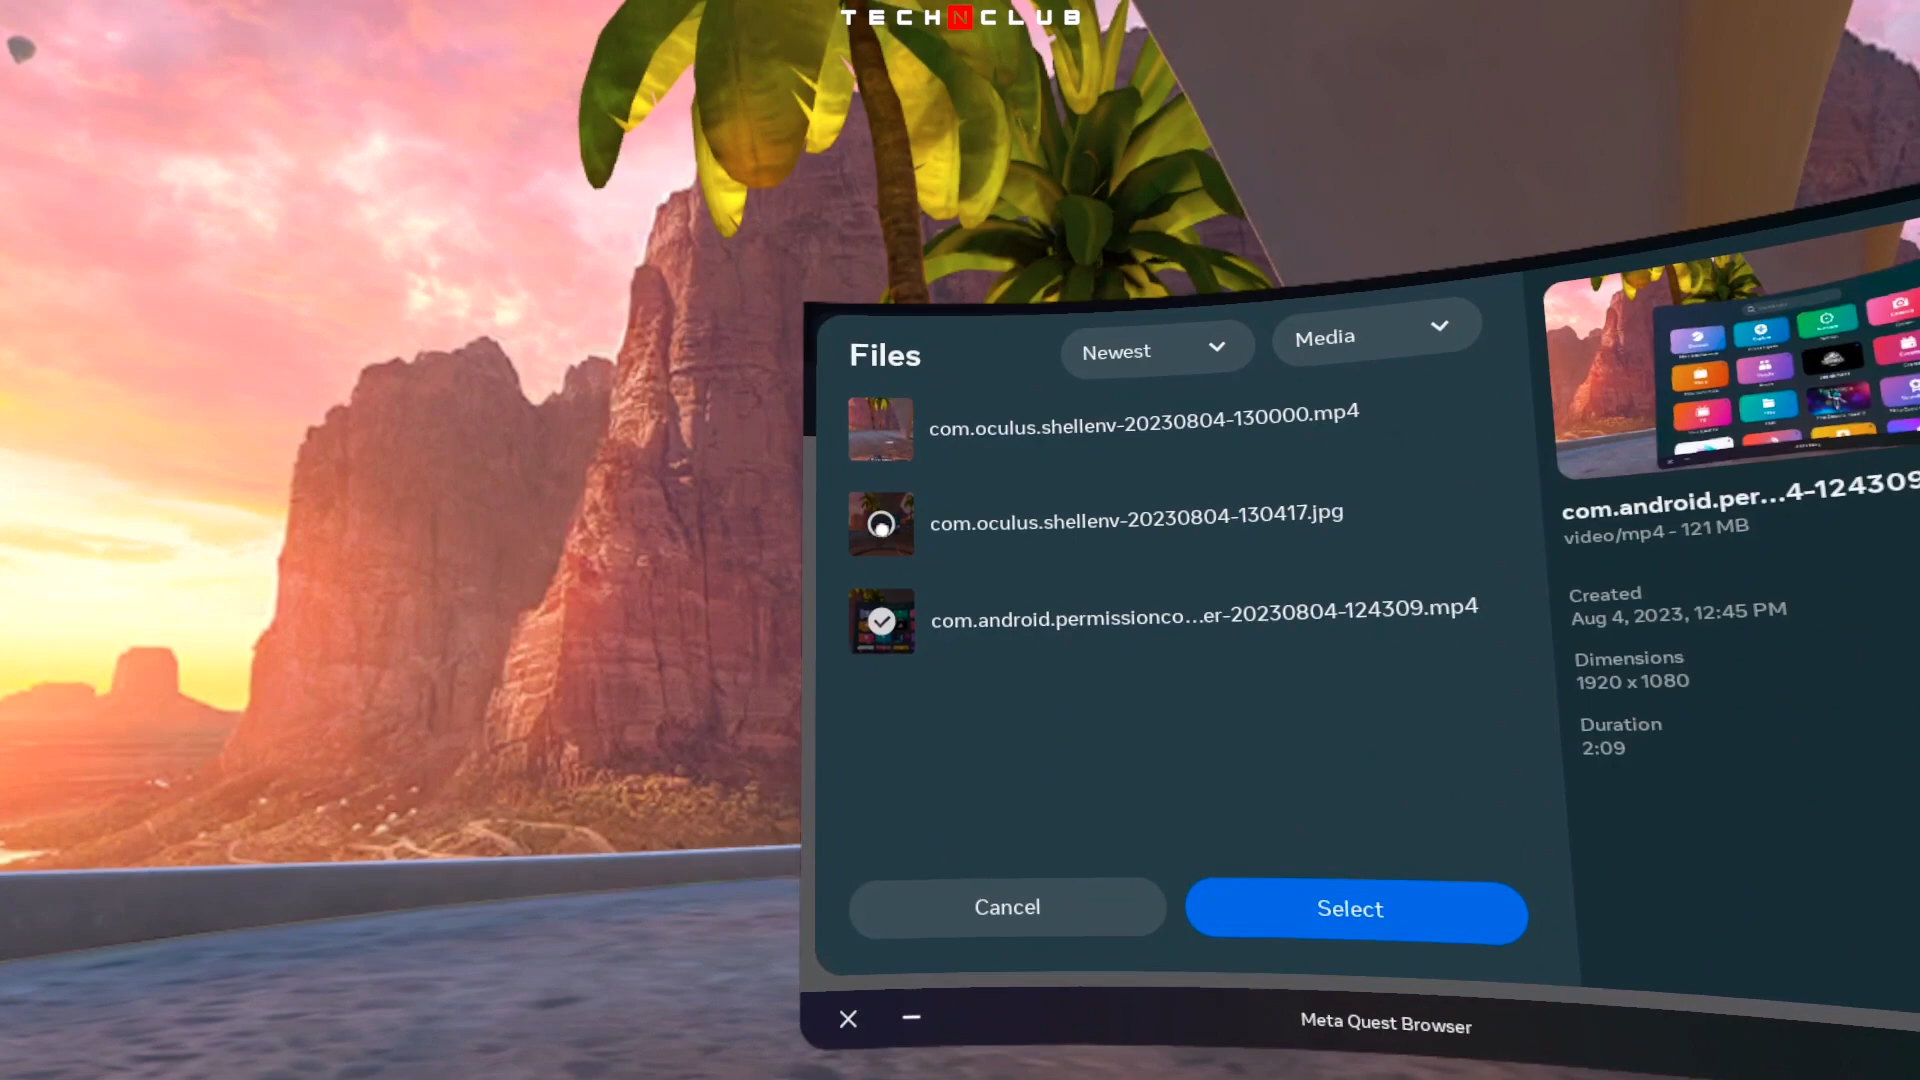 TECHNCLUB
Files
Newest
Media
com.oculus.shellenv-20230804-130000.mp4
com.oculus.shellenv-20230804-130417.jpg
com.android.permissionco...er-20230804-124309.mp4
Cancel
Select
com.android.per...4-124309
video/mp4 - 121 MB
Created
Aug 4, 2023, 12:45 PM
Dimensions
1920 x 1080
Duration
2:09
Meta Quest Browser